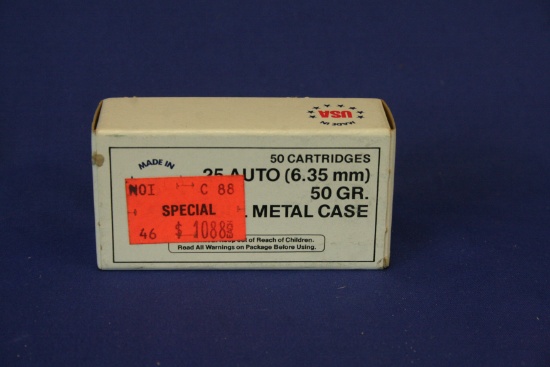 MADE IN
USA
50 CARTRIDGES
MADE IN
25 AUTO (6.35 mm)
50 GR.
METAL CASE
NOI C 88
SPECIAL
46 $ 1088
of Reach of Children.
Read All Warnings on Package Before Using.